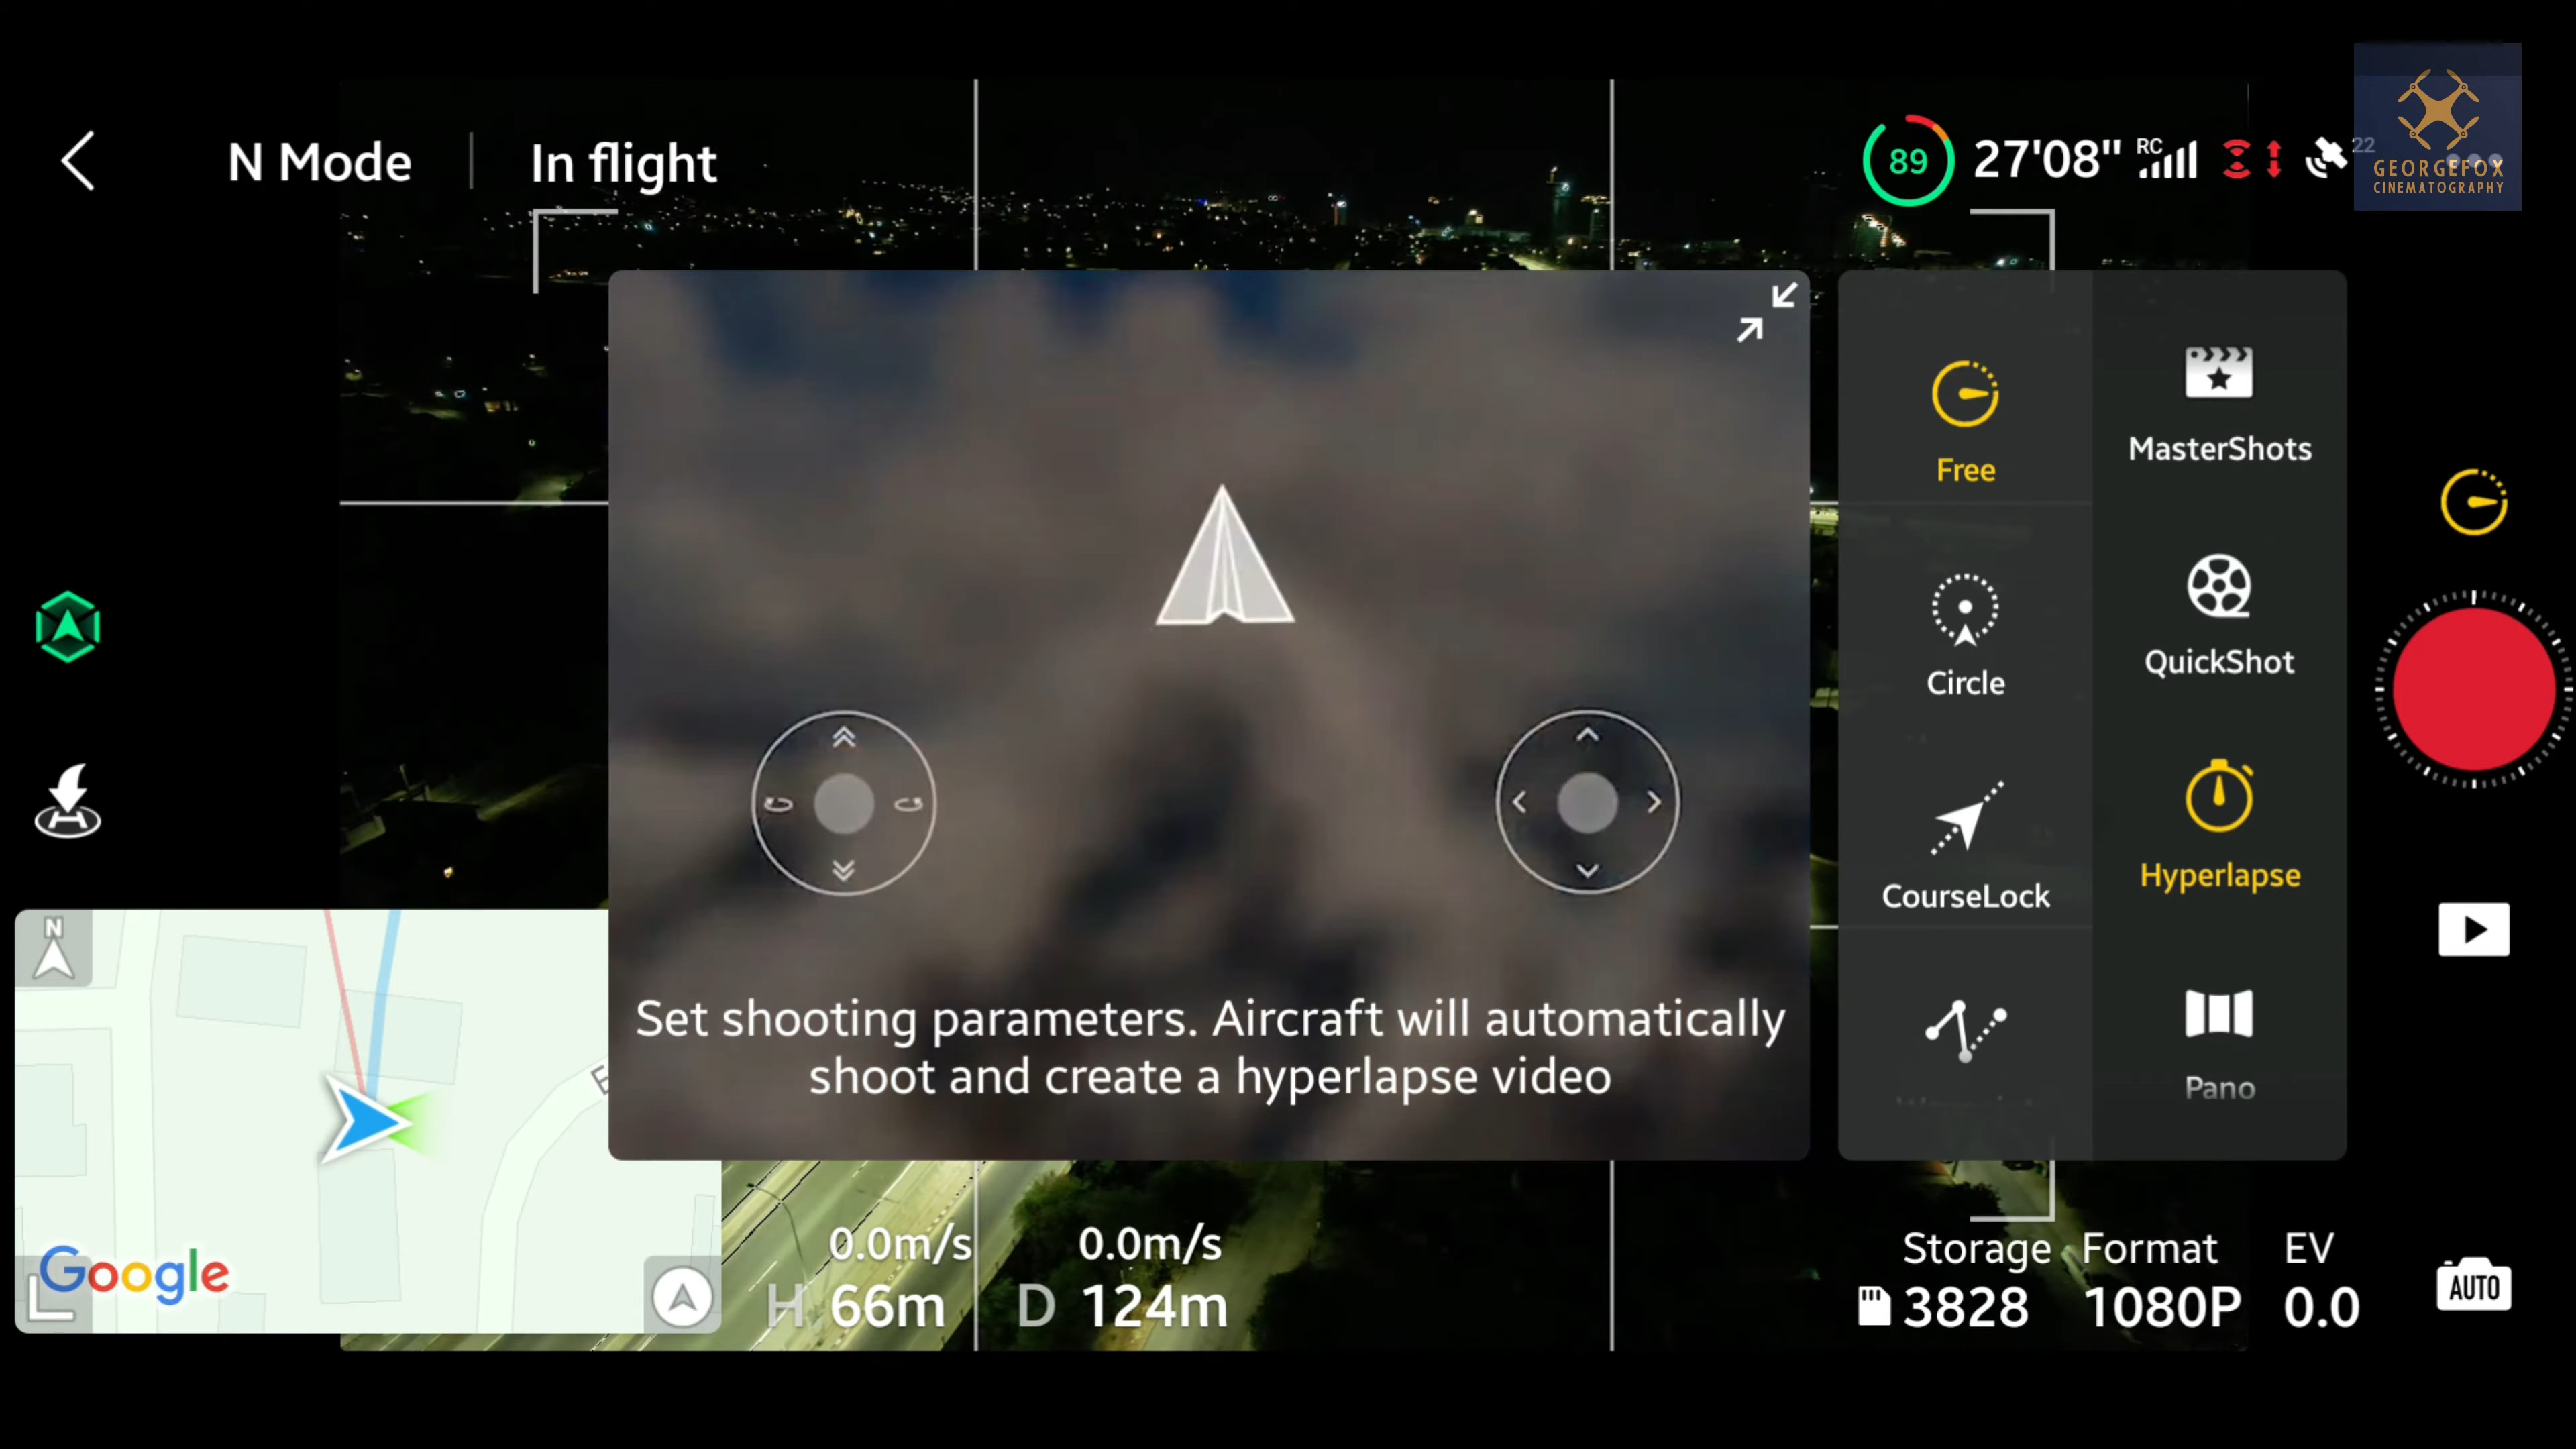 N Mode
In flight
89
27'08"
RC
22
GEORGEFOX
CINEMATOGRAPHY
Free
MasterShots
Circle
QuickShot
CourseLock
Hyperlapse
Pano
Set shooting parameters. Aircraft will automatically
shoot and create a hyperlapse video
N
E
Google
0.0m/s
0.0m/s
H 66m
D 124m
Storage
Format
EV
3828
1080P
0.0
AUTO